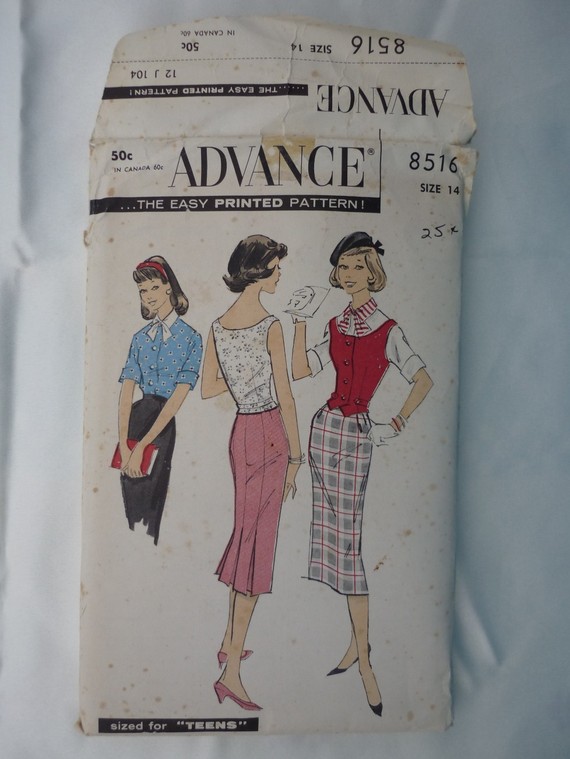 8516
SIZE 14
50c
IN CANADA 60c
12 J 104
....THE EASY PRINTED PATTERN!
ADVANCE
50c
IN CANADA 60c
ADVANCE®
8516
SIZE 14
...THE EASY PRINTED PATTERN!
25¢
sized for "TEENS"